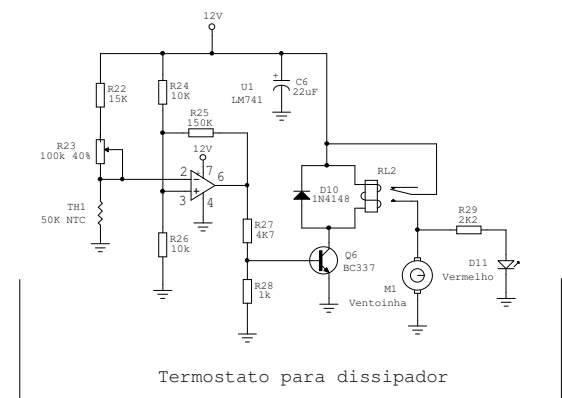 12V
R22
15K
R24
10K
U1
LM741
+
C6
22uF
R25
150K
R23
100k 40%
12V
2
7
6
3
4
RL2
D10
1N4148
TH1
50K NTC
R26
10k
R27
4K7
R29
2K2
Q6
BC337
D11
Vermelho
R28
1k
M1
Ventoinha
Termostato para dissipador